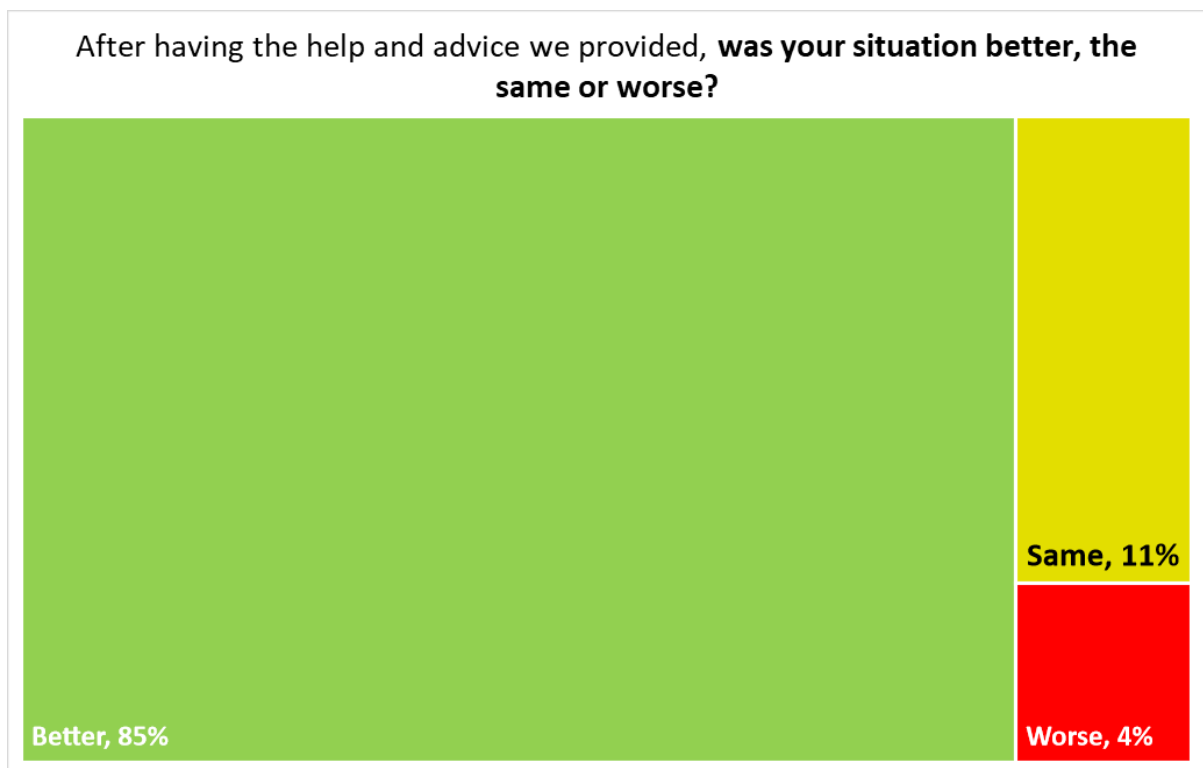 After having the help and advice we provided, was your situation better, the
same or worse?
Same, 11%
Better, 85%
Worse, 4%